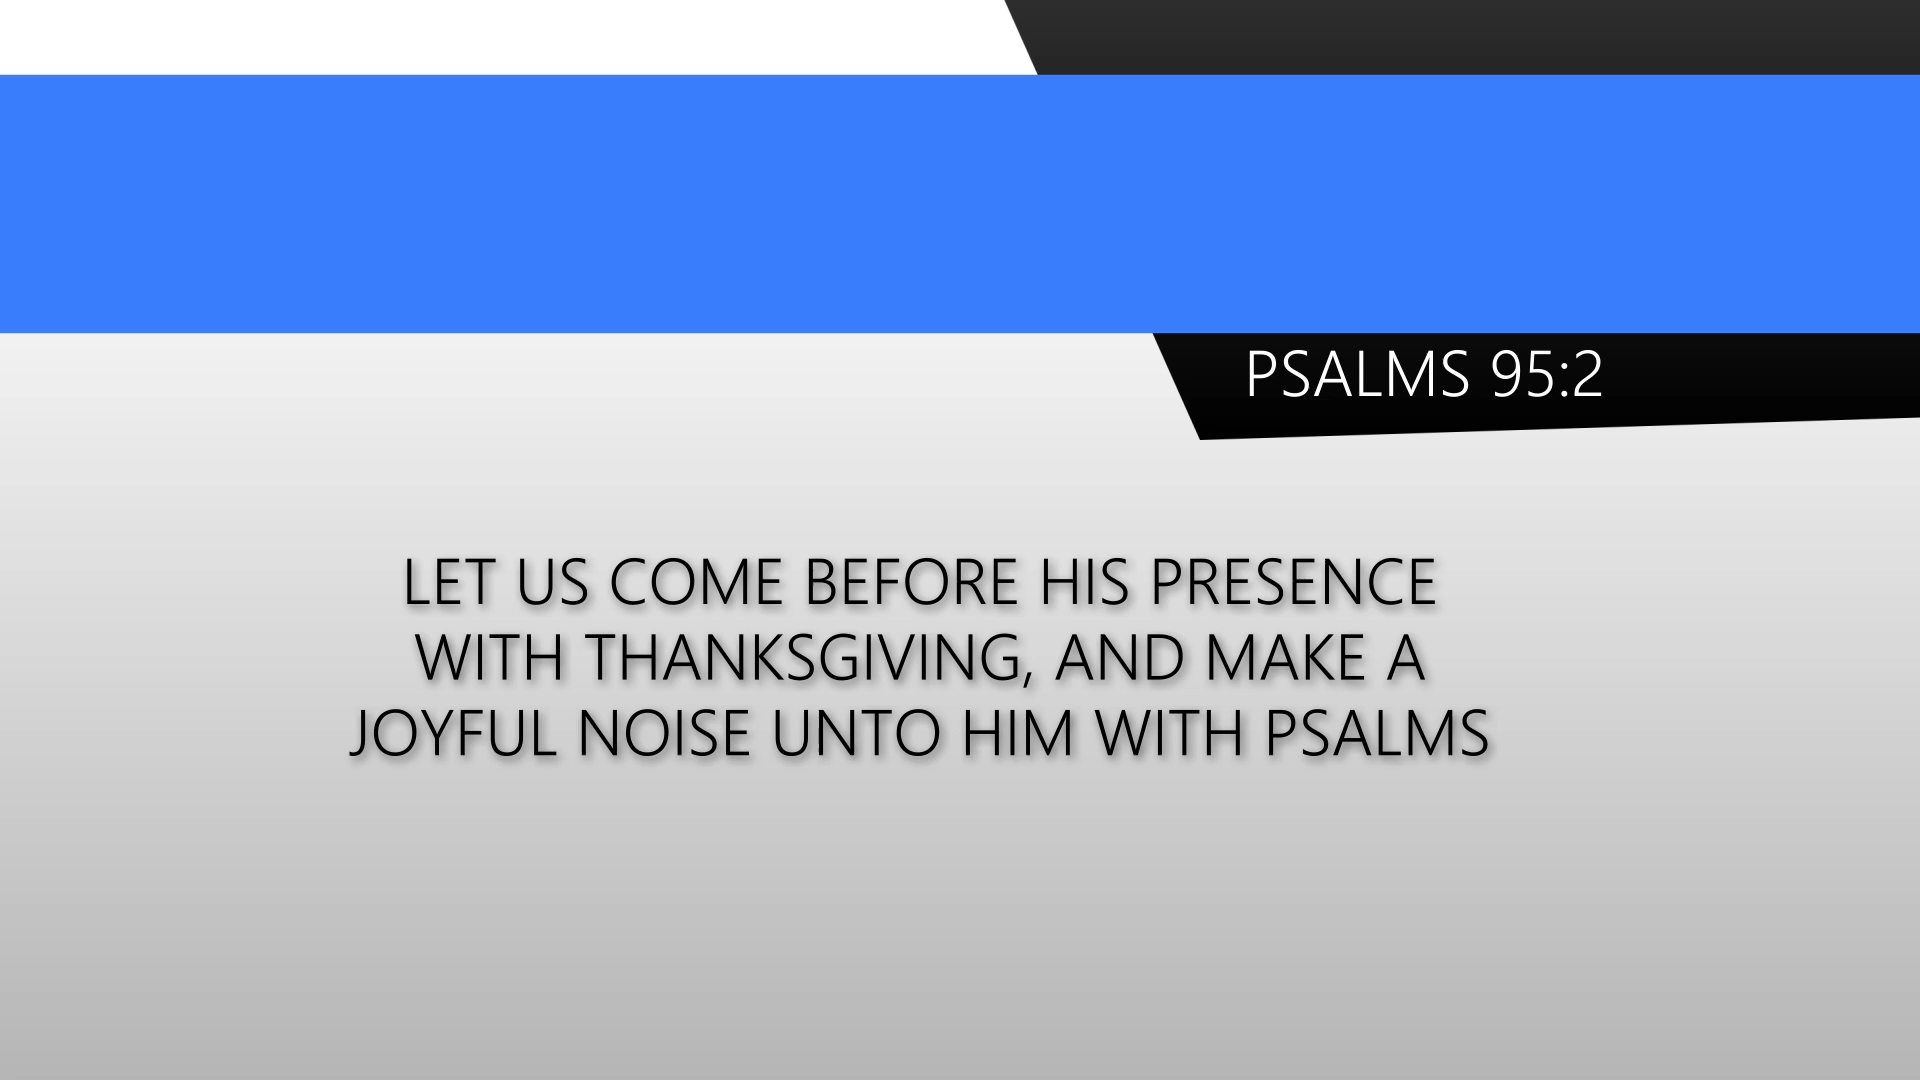 PSALMS 95:2
LET US COME BEFORE HIS PRESENCE
WITH THANKSGIVING, AND MAKE A
JOYFUL NOISE UNTO HIM WITH PSALMS